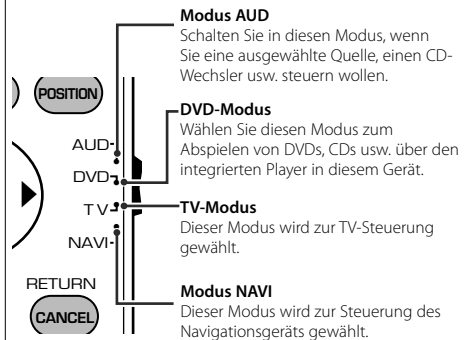 Modus AUD
Schalten Sie in diesen Modus, wenn
Sie eine ausgewählte Quelle, einen CD-
Wechsler usw. steuern wollen.
POSITION
DVD-Modus
Wählen Sie diesen Modus zum
Abspielen von DVDs, CDs usw. über den
integrierten Player in diesem Gerät.
AUD
DVD
TV
NAVI
TV-Modus
Dieser Modus wird zur TV-Steuerung
gewählt.
RETURN
CANCEL
Modus NAVI
Dieser Modus wird zur Steuerung des
Navigationsgeräts gewählt.